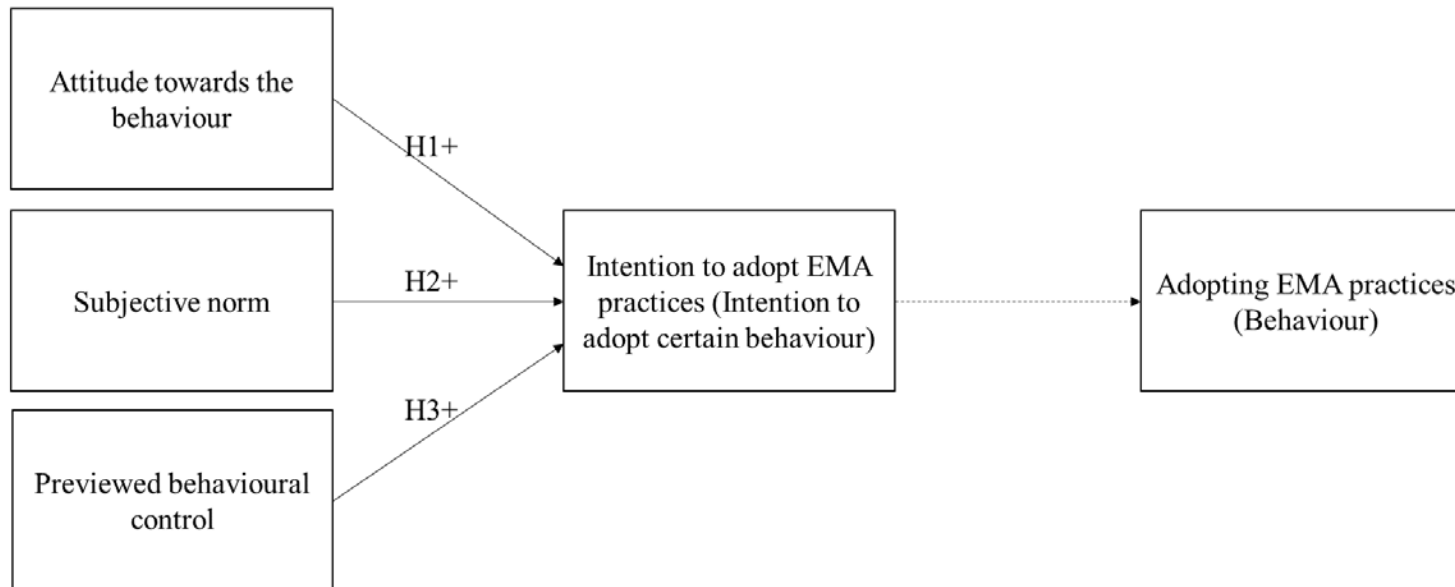 Attitude towards the
behaviour
H1+
Subjective norm
H2+
Previewed behavioural
control
H3+
Intention to adopt EMA
practices (Intention to
adopt certain behaviour)
Adopting EMA practices
(Behaviour)